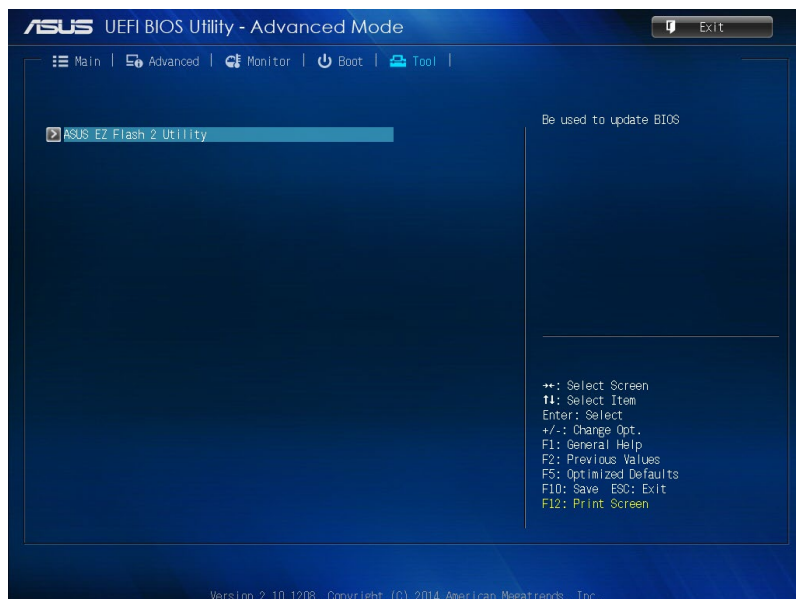 ASUS UEFI BIOS Utility - Advanced Mode
Exit
Main | Advanced | Monitor | Boot | Tool |
Be used to update BIOS
ASUS EZ Flash 2 Utility
→←: Select Screen
↑↓: Select Item
Enter: Select
+/-: Change Opt.
F1: General Help
F2: Previous Values
F5: Optimized Defaults
F10: Save ESC: Exit
F12: Print Screen
Version 2.10.1208. Copyright (C) 2014 American Megatrends, Inc.